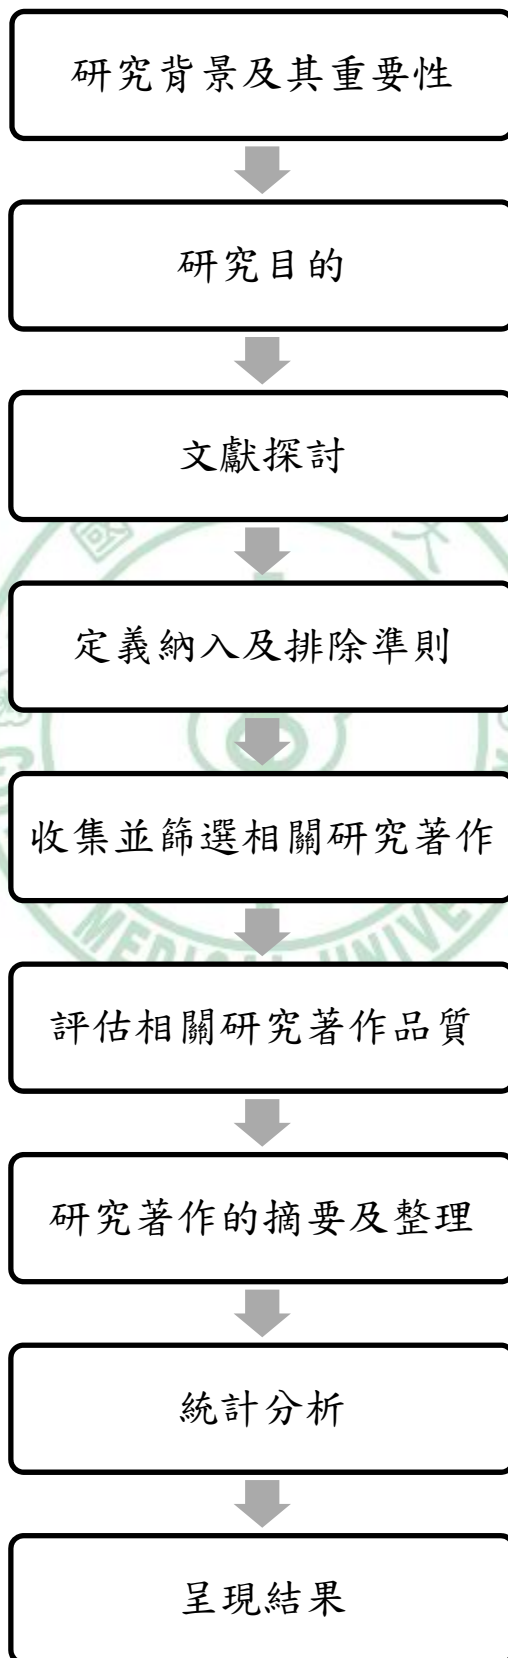 研究背景及其重要性
研究目的
文獻探討
國
定義納入及排除準則
收集並篩選相關研究著作
MEDICAL UNIVE
評估相關研究著作品質
研究著作的摘要及整理
統計分析
呈現結果